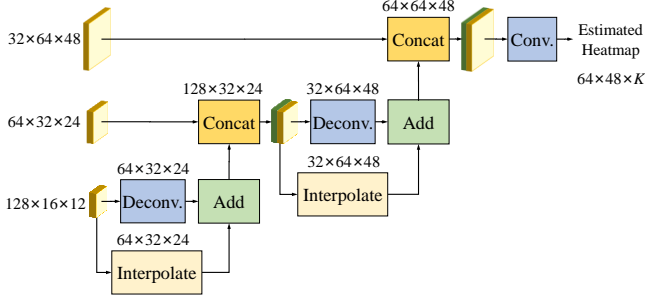 64×64×48
32×64×48
Concat
Conv.
Estimated
Heatmap
64×48×K
128×32×24
32×64×48
64×32×24
Concat
Deconv.
Add
64×32×24
32×64×48
128×16×12
Deconv.
Add
Interpolate
64×32×24
Interpolate